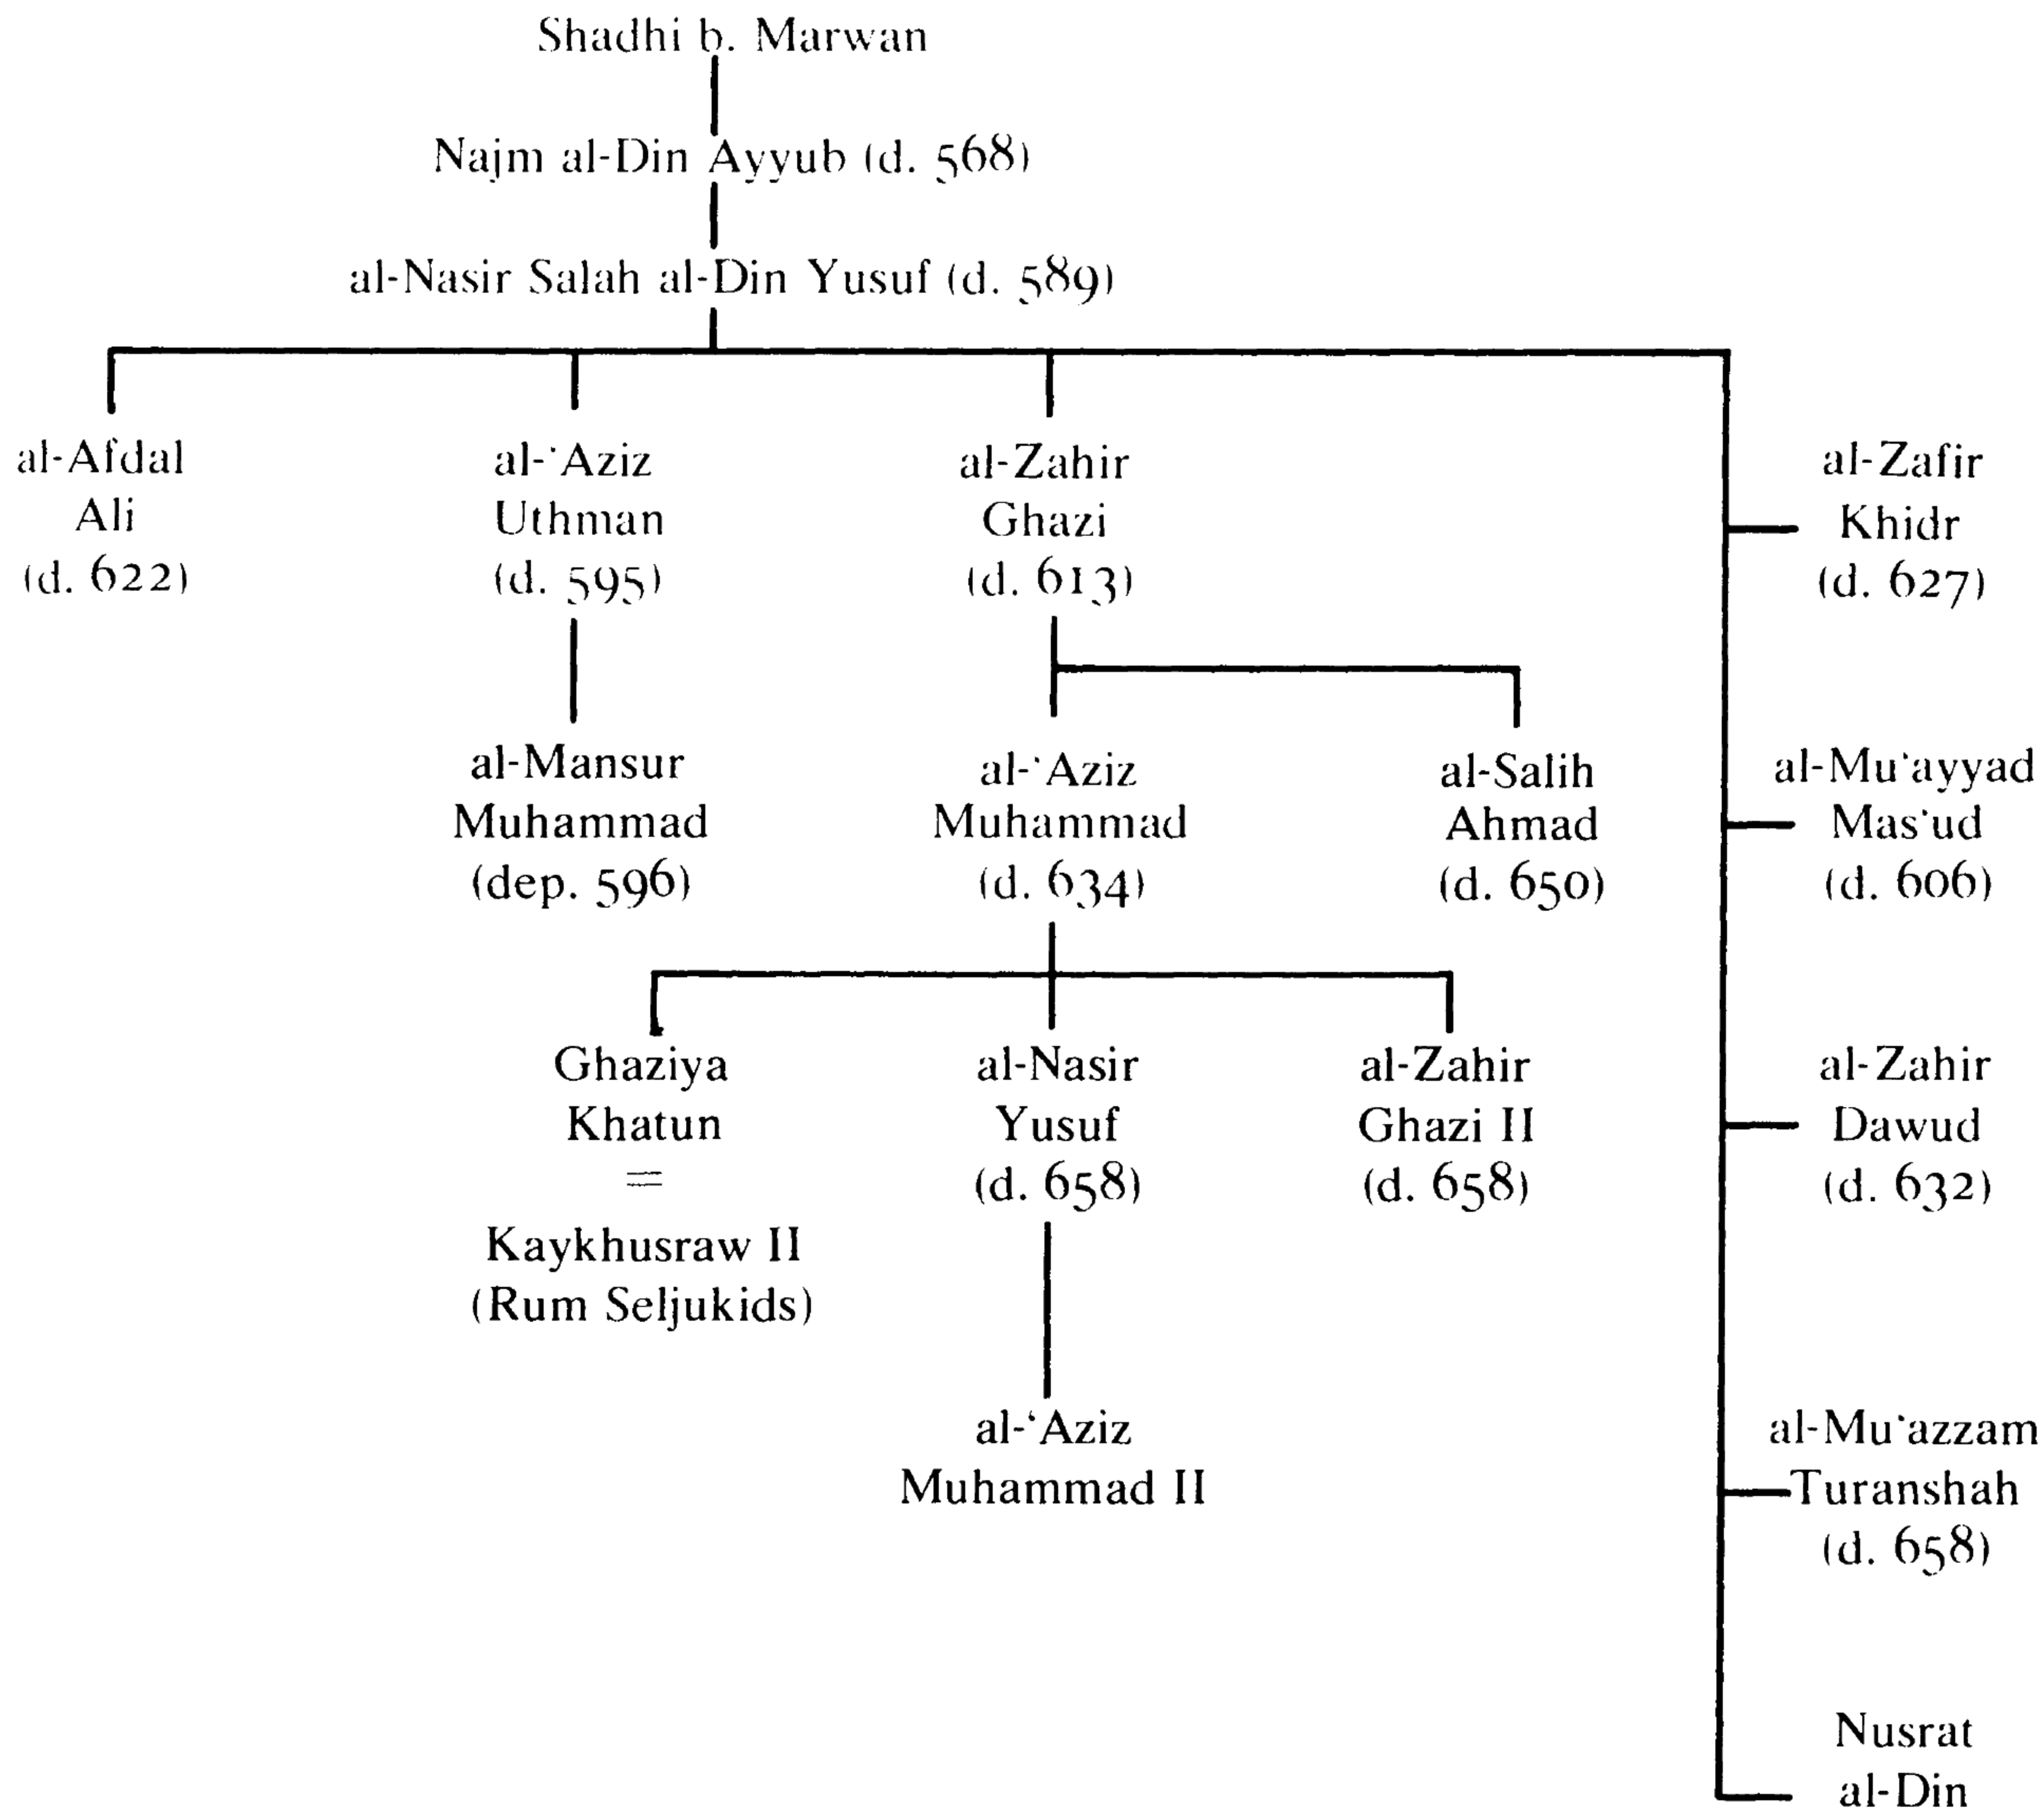 Shadhi b. Marwan
Najm al-Din Ayyub (d. 568)
al-Nasir Salah al-Din Yusuf (d. 589)
al-Afdal
Ali
(d. 622)
al-ʿAziz
Uthman
(d. 595)
al-Zahir
Ghazi
(d. 613)
al-Zafir
Khidr
(d. 627)
al-Mansur
Muhammad
(dep. 596)
al-ʿAziz
Muhammad
(d. 634)
al-Salih
Ahmad
(d. 650)
al-Muʿayyad
Masʿud
(d. 606)
Ghaziya
Khatun
=
Kaykhusraw II
(Rum Seljukids)
al-Nasir
Yusuf
(d. 658)
al-Zahir
Ghazi II
(d. 658)
al-Zahir
Dawud
(d. 632)
al-ʿAziz
Muhammad II
al-Muʿazzam
Turanshah
(d. 658)
Nusrat
al-Din